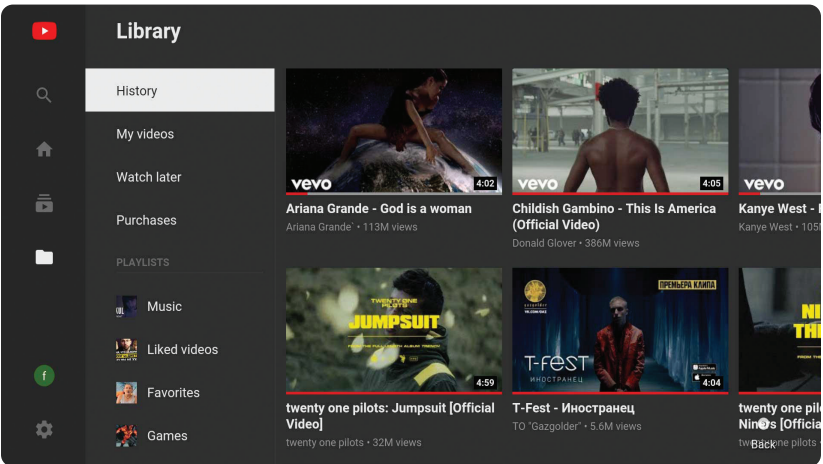 Library
History
My videos
Watch later
Purchases
PLAYLISTS
Music
Liked videos
Favorites
Games
f
vevo
4:02
Ariana Grande - God is a woman
Ariana Grande` • 113M views
vevo
4:05
Childish Gambino - This Is America
(Official Video)
Donald Glover • 386M views
vevo
Kanye West -
Kanye West • 105
TWENTY ONE
PILOTS
JUMPSUIT
4:59
twenty one pilots: Jumpsuit [Official
Video]
twenty one pilots • 32M views
ПРЕМЬЕРА КЛИПА
T-FEST
ИНОСТРАНЕЦ
4:04
T-Fest - Иностранец
ТО "Gazgolder" • 5.6M views
NI
TH
twenty one pil
[Officia
Back